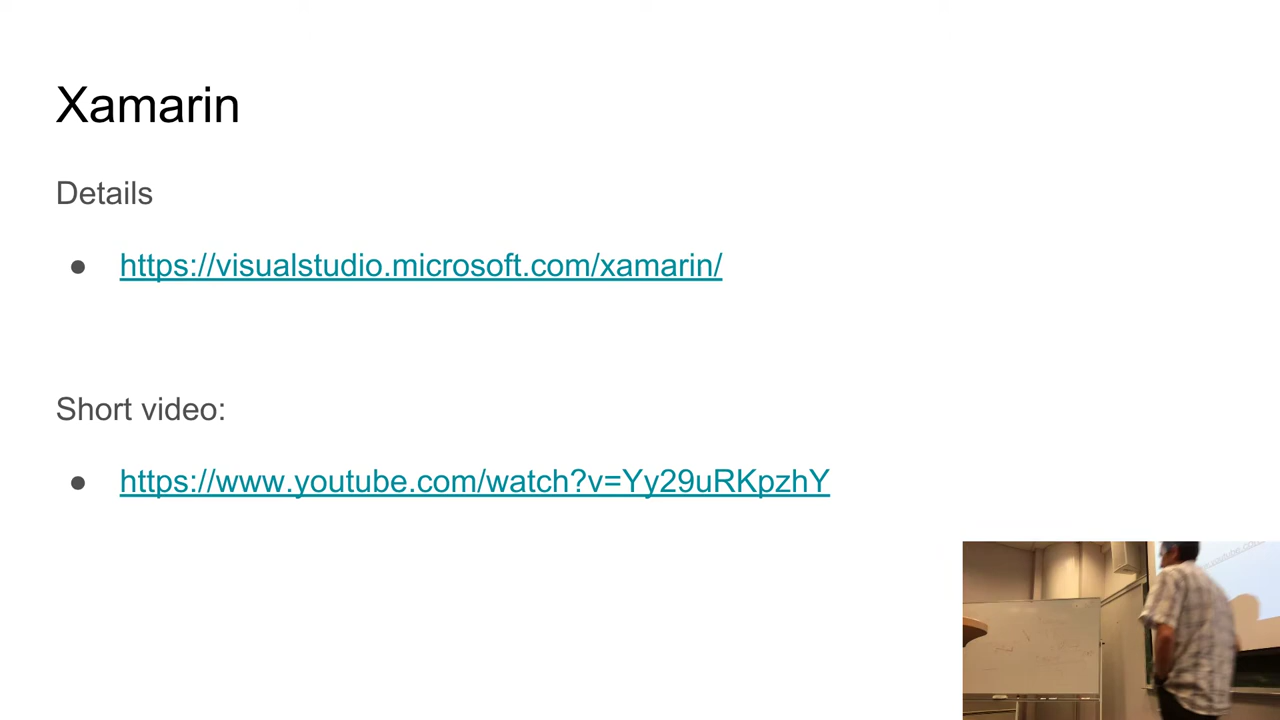 Xamarin
Details
● https://visualstudio.microsoft.com/xamarin/
Short video:
● https://www.youtube.com/watch?v=Yy29uRKpzhY